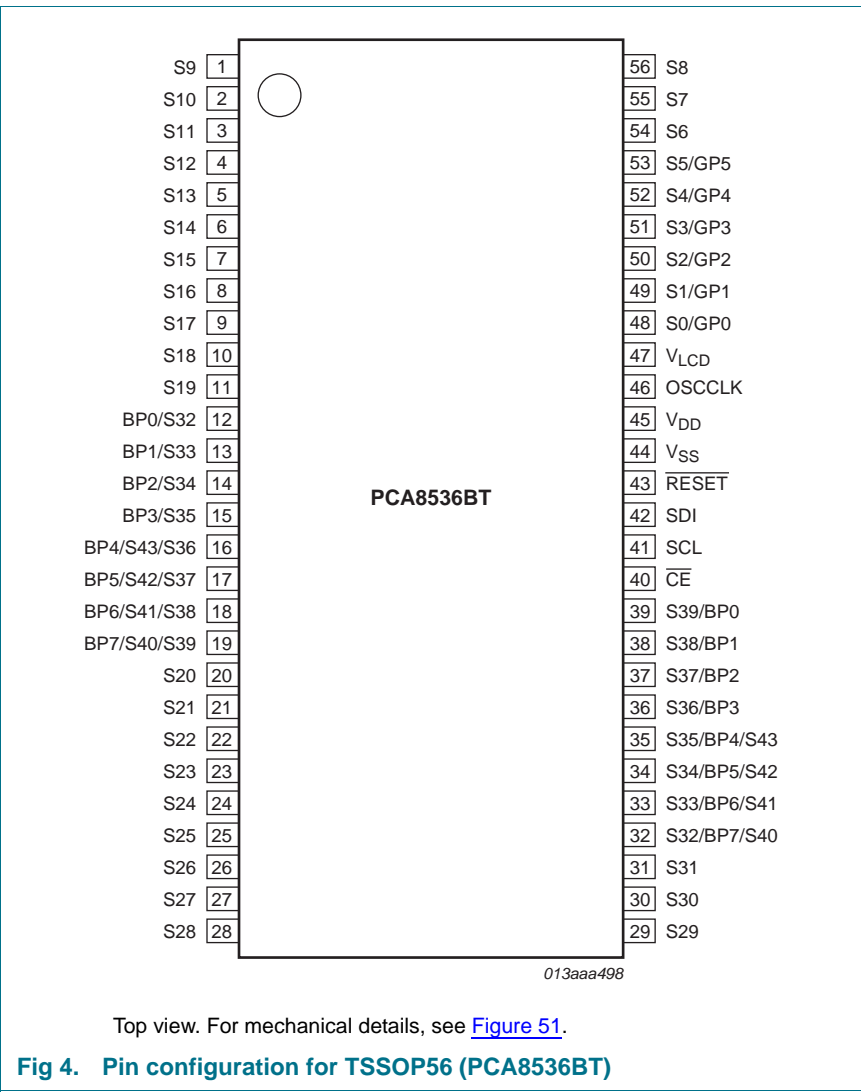 S9 1 56 S8
S10 2 55 S7
S11 3 54 S6
S12 4 53 S5/GP5
S13 5 52 S4/GP4
S14 6 51 S3/GP3
S15 7 50 S2/GP2
S16 8 49 S1/GP1
S17 9 48 S0/GP0
S18 10 47 VLCD
S19 11 46 OSCCLK
BP0/S32 12 45 VDD
BP1/S33 13 44 VSS
BP2/S34 14 43 RESET
PCA8536BT
BP3/S35 15 42 SDI
BP4/S43/S36 16 41 SCL
BP5/S42/S37 17 40 CE
BP6/S41/S38 18 39 S39/BP0
BP7/S40/S39 19 38 S38/BP1
S20 20 37 S37/BP2
S21 21 36 S36/BP3
S22 22 35 S35/BP4/S43
S23 23 34 S34/BP5/S42
S24 24 33 S33/BP6/S41
S25 25 32 S32/BP7/S40
S26 26 31 S31
S27 27 30 S30
S28 28 29 S29
013aaa498
Top view. For mechanical details, see Figure 51.
Fig 4. Pin configuration for TSSOP56 (PCA8536BT)